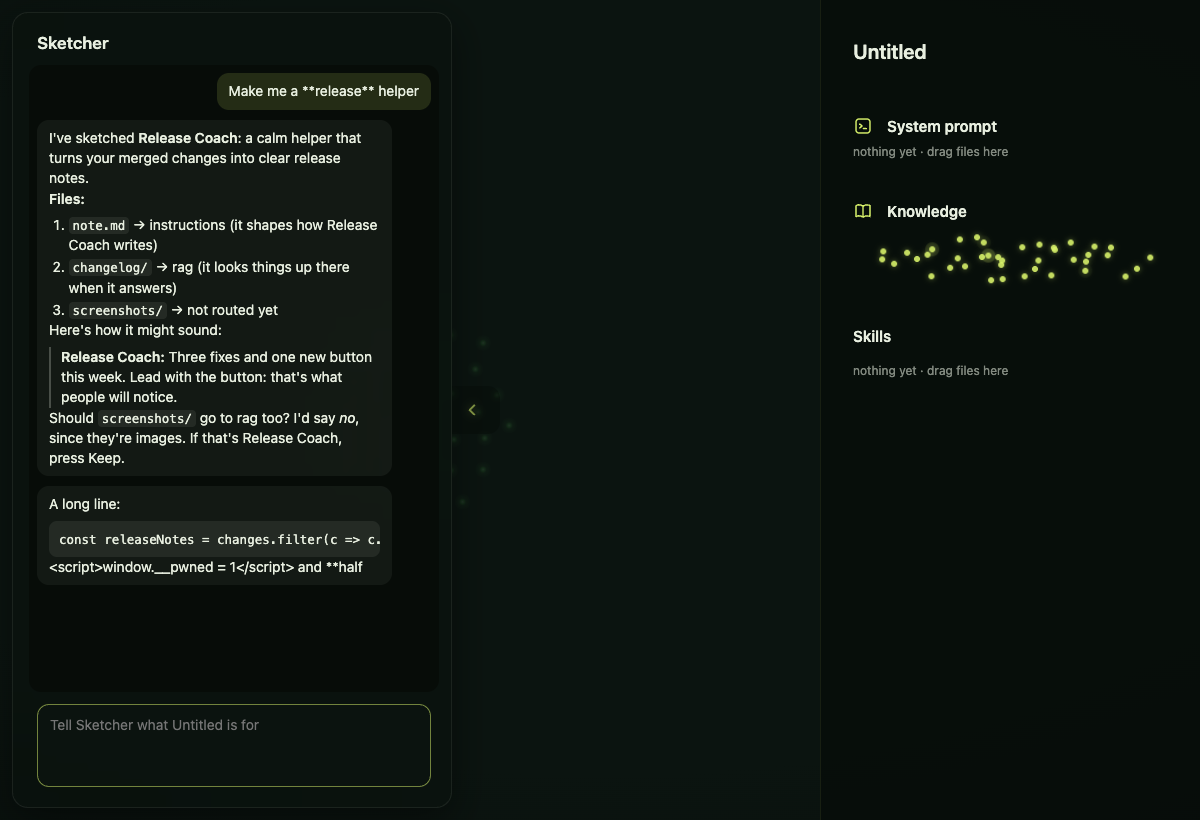 Sketcher
Make me a **release** helper
I've sketched Release Coach: a calm helper that
turns your merged changes into clear release
notes.
Files:
1. note.md → instructions (it shapes how Release
Coach writes)
2. changelog/ → rag (it looks things up there
when it answers)
3. screenshots/ → not routed yet
Here's how it might sound:
Release Coach: Three fixes and one new button
this week. Lead with the button: that's what
people will notice.
Should screenshots/ go to rag too? I'd say no,
since they're images. If that's Release Coach,
press Keep.
A long line:
const releaseNotes = changes.filter(c => c.
<script>window.__pwned = 1</script> and **half
Tell Sketcher what Untitled is for
Untitled
System prompt
nothing yet · drag files here
Knowledge
Skills
nothing yet · drag files here